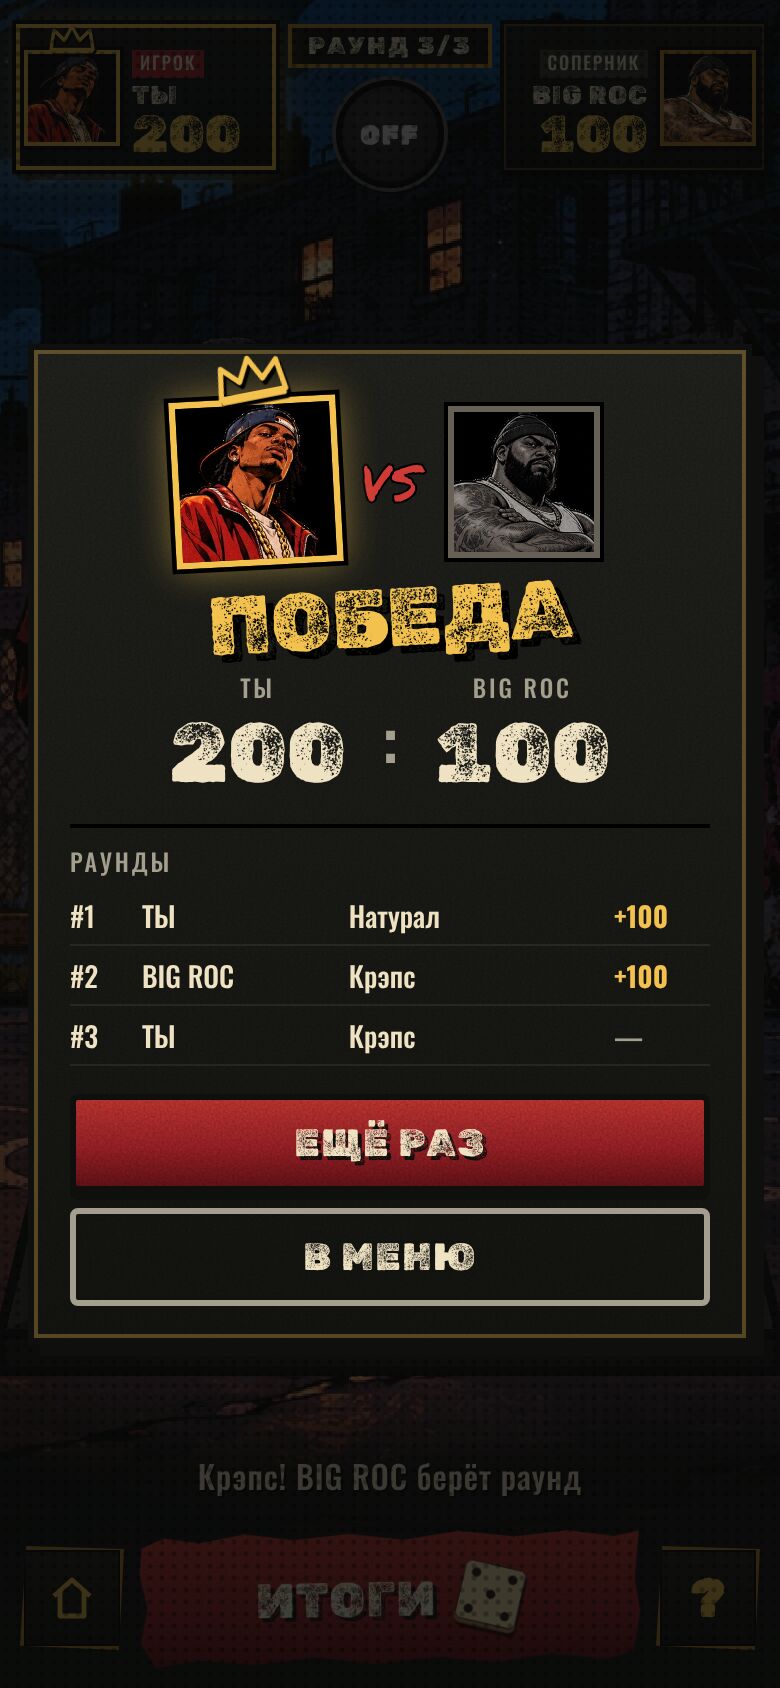 РАУНД 3/3
ИГРОК
ТЫ
200
OFF
СОПЕРНИК
BIG ROC
100
VS
ПОБЕДА
ТЫ BIG ROC
200 : 100
РАУНДЫ
#1 ТЫ Натурал +100
#2 BIG ROC Крэпс +100
#3 ТЫ Крэпс —
ЕЩЁ РАЗ
В МЕНЮ
Крэпс! BIG ROC берёт раунд
ИТОГИ
?